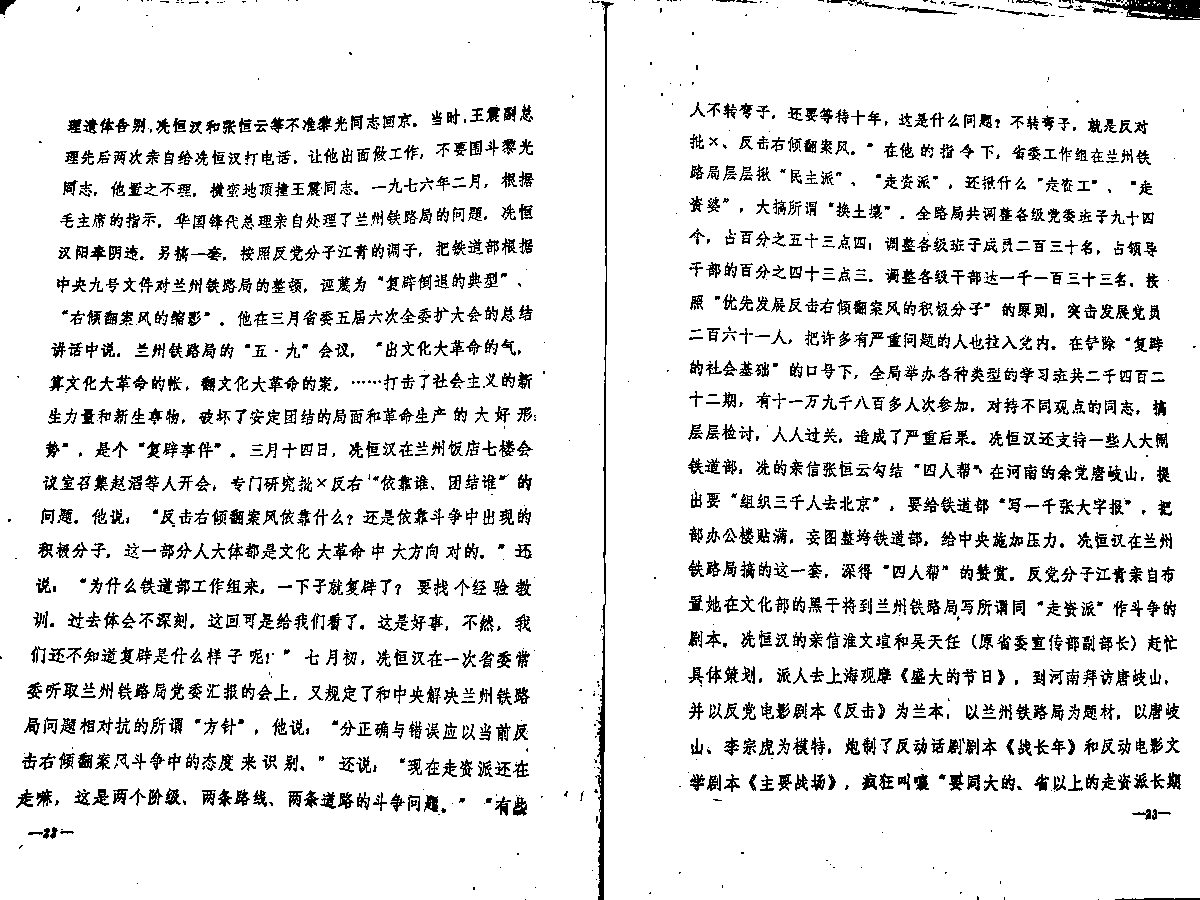 理遗体告别，冼恒汉和张恒云等不准黎光同志回京。当时，王震副总
理先后两次亲自给冼恒汉打电话，让他出面做工作，不要围斗黎光
同志，他置之不理，横蛮地顶撞王震同志。一九七六年二月，根据
毛主席的指示，华国锋代总理亲自处理了兰州铁路局的问题，冼恒
汉阳奉阴违，另搞一套，按照反党分子江青的调子，把铁道部根据
中央九号文件对兰州铁路局的整顿，诬蔑为“复辟倒退的典型”、
“右倾翻案风的缩影”。他在三月省委五届六次全委扩大会的总结
讲话中说，兰州铁路局的“五·九”会议，“出文化大革命的气，
算文化大革命的帐，翻文化大革命的案，……打击了社会主义的新
生力量和新生事物，破坏了安定团结的局面和革命生产的大好形
势”，是个“复辟事件”。三月十四日，冼恒汉在兰州饭店七楼会
议室召集赵滔等人开会，专门研究批×反右“依靠谁、团结谁”的
问题。他说：“反击右倾翻案风依靠什么？还是依靠斗争中出现的
积极分子，这一部分人大体都是文化大革命中大方向对的。”还
说：“为什么铁道部工作组来，一下子就复辟了？要找个经验教
训。过去体会不深刻，这回可是给我们看了。这是好事，不然，我
们还不知道复辟是什么样子呢！”七月初，冼恒汉在一次省委常
委听取兰州铁路局党委汇报的会上，又规定了和中央解决兰州铁路
局问题相对抗的所谓“方针”，他说：“分正确与错误应以当前反
击右倾翻案风斗争中的态度来识别。”还说：“现在走资派还在
走嘛，这是两个阶级、两条路线、两条道路的斗争问题。”“有些
—22—
人不转弯子，还要等待十年，这是什么问题？不转弯子，就是反对
批×、反击右倾翻案风。”在他的指令下，省委工作组在兰州铁
路局层层揪“民主派”、“走资派”，还揪什么“走资工”、“走
资婆”，大搞所谓“换土壤”。全路局共调整各级党委班子九十四
个，占百分之五十三点四；调整各级班子成员二百三十名，占领导
干部的百分之四十三点三。调整各级干部达一千一百三十三名。按
照“优先发展反击右倾翻案风的积极分子”的原则，突击发展党员
二百六十一人，把许多有严重问题的人也拉入党内。在铲除“复辟
的社会基础”的口号下，全局举办各种类型的学习班共二千四百二
十二期，有十一万九千八百多人次参加，对持不同观点的同志，搞
层层检讨，人人过关，造成了严重后果。冼恒汉还支持一些人大闹
铁道部，冼的亲信张恒云勾结“四人帮”在河南的余党唐岐山，提
出要“组织三千人去北京”，要给铁道部“写一千张大字报”，把
部办公楼贴满，妄图整垮铁道部，给中央施加压力。冼恒汉在兰州
铁路局搞的这一套，深得“四人帮”的赞赏。反党分子江青亲自布
置她在文化部的黑干将到兰州铁路局写所谓同“走资派”作斗争的
剧本。冼恒汉的亲信淮文瑄和吴天任（原省委宣传部副部长）赶忙
具体策划，派人去上海观摩《盛大的节日》，到河南拜访唐岐山，
并以反党电影剧本《反击》为兰本，以兰州铁路局为题材，以唐岐
山、李宗虎为模特，炮制了反动话剧剧本《战长年》和反动电影文
学剧本《主要战场》，疯狂叫嚷“要同大的、省以上的走资派长期
—23—